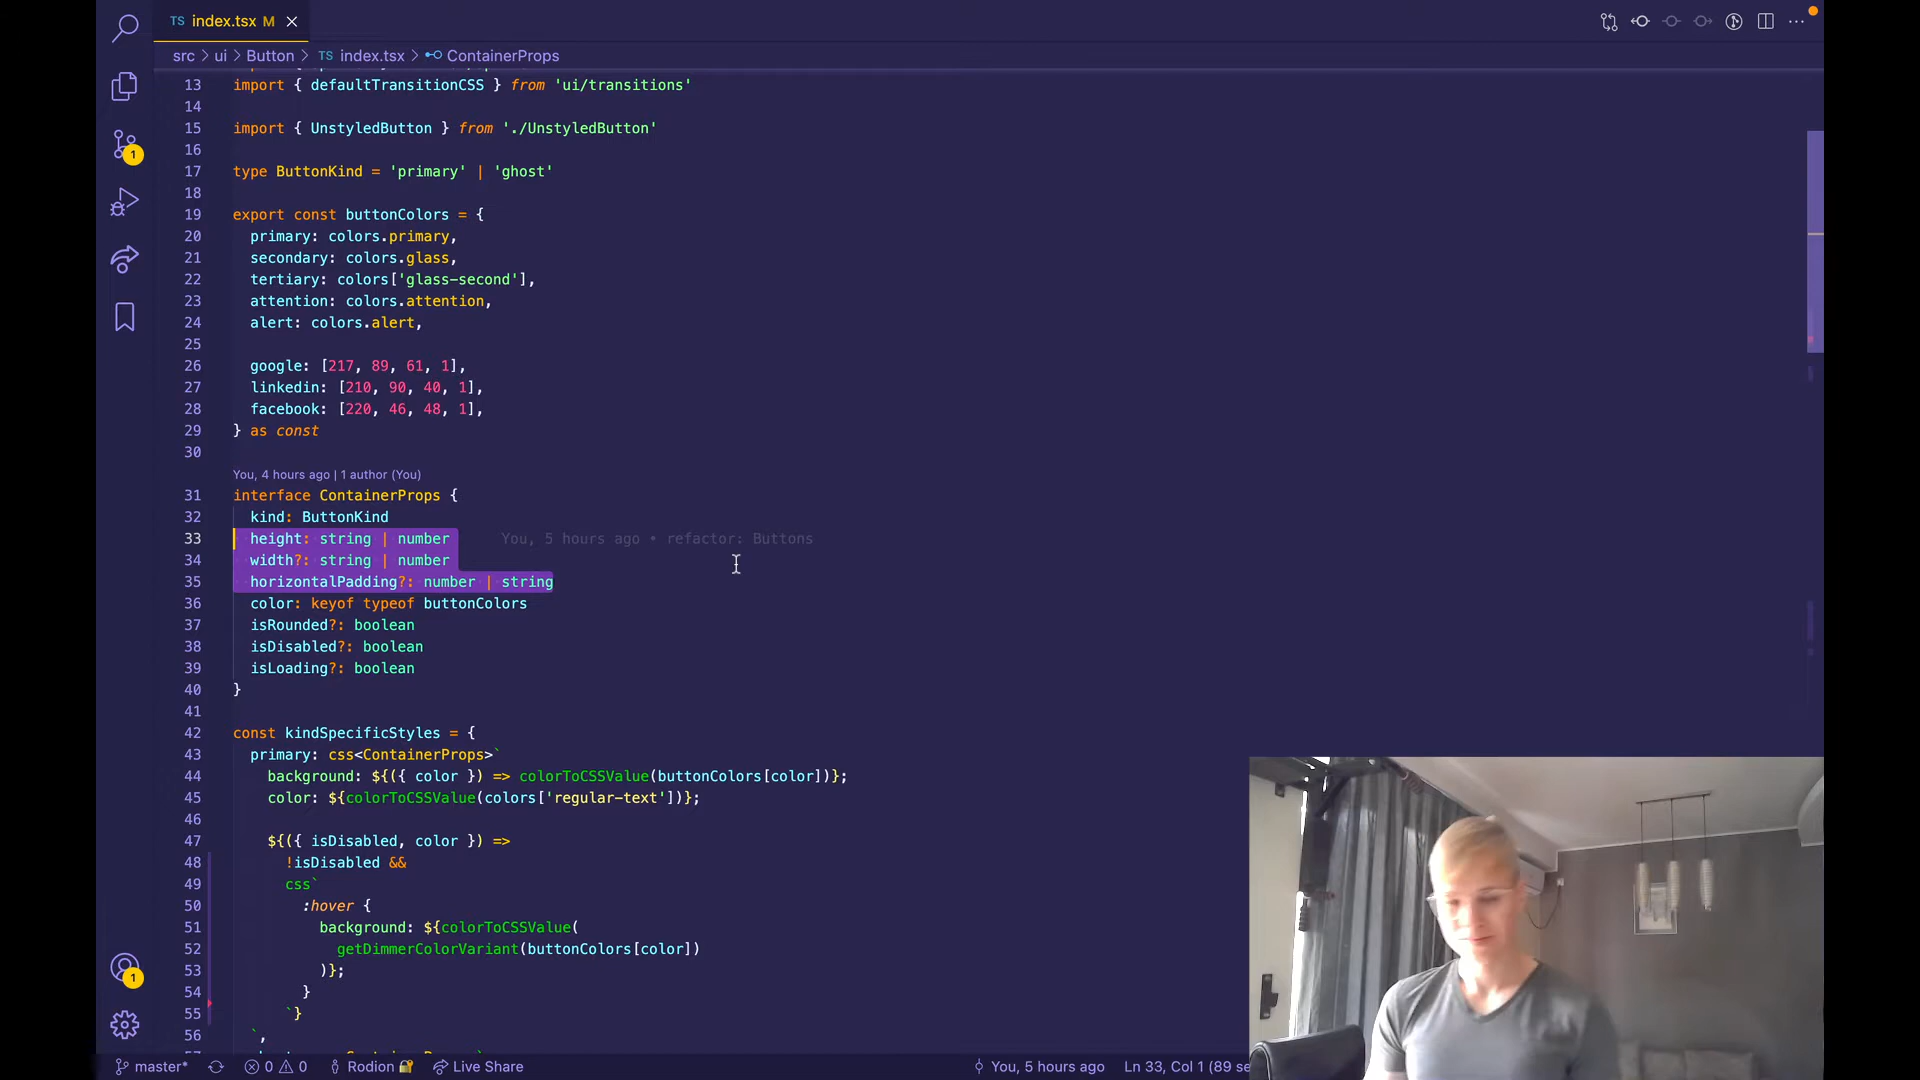 TS index.tsx M
src > ui > Button > TS index.tsx > ContainerProps
13 import { defaultTransitionCSS } from 'ui/transitions'
14
15 import { UnstyledButton } from './UnstyledButton'
16
17 type ButtonKind = 'primary' | 'ghost'
18
19 export const buttonColors = {
20 primary: colors.primary,
21 secondary: colors.glass,
22 tertiary: colors['glass-second'],
23 attention: colors.attention,
24 alert: colors.alert,
25
26 google: [217, 89, 61, 1],
27 linkedin: [210, 90, 40, 1],
28 facebook: [220, 46, 48, 1],
29 } as const
30
You, 4 hours ago | 1 author (You)
31 interface ContainerProps {
32 kind: ButtonKind
33 height: string | number You, 5 hours ago • refactor: Buttons
34 width?: string | number
35 horizontalPadding?: number | string
36 color: keyof typeof buttonColors
37 isRounded?: boolean
38 isDisabled?: boolean
39 isLoading?: boolean
40 }
41
42 const kindSpecificStyles = {
43 primary: css<ContainerProps>`
44 background: ${({ color }) => colorToCSSValue(buttonColors[color])};
45 color: ${colorToCSSValue(colors['regular-text'])};
46
47 ${({ isDisabled, color }) =>
48 !isDisabled &&
49 css`
50 :hover {
51 background: ${colorToCSSValue(
52 getDimmerColorVariant(buttonColors[color])
53 )};
54 }
55 `}
56 `,
1
1
master* 0 0 Rodion Live Share You, 5 hours ago Ln 33, Col 1 (89 se